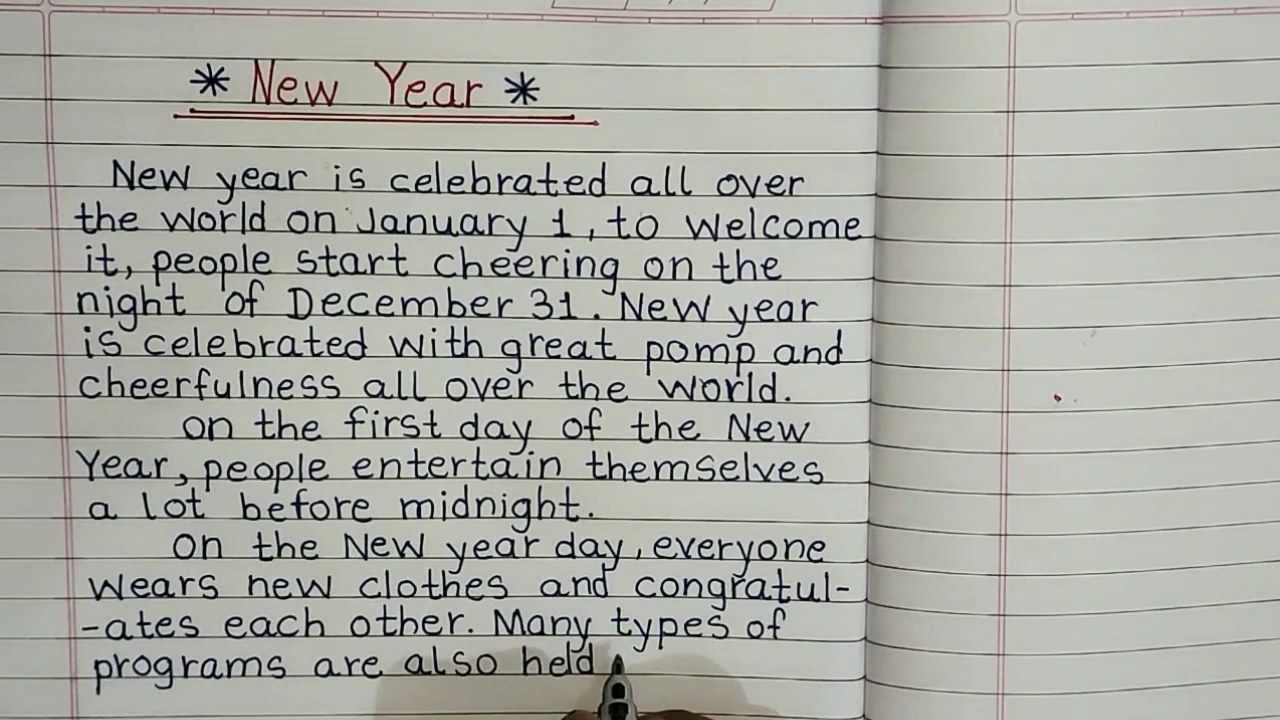 * New Year *
New year is celebrated all over
the world on January 1, to welcome
it, people start cheering on the
night of December 31. New year
is celebrated with great pomp and
cheerfulness all over the world.
on the first day of the New
Year, people entertain themselves
a lot before midnight.
On the New year day, everyone
wears new clothes and congratul-
-ates each other. Many types of
programs are also held